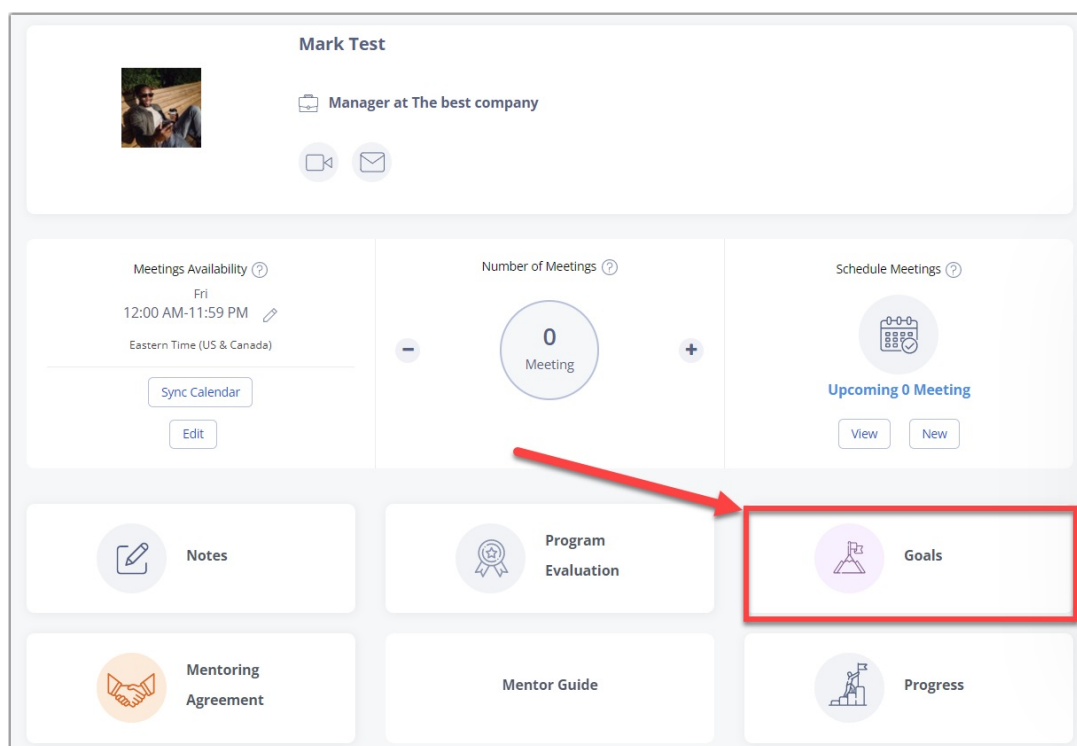 Mark Test
Manager at The best company
Meetings Availability ?
Fri
12:00 AM-11:59 PM
Eastern Time (US & Canada)
Sync Calendar
Edit
Number of Meetings ?
0
Meeting
Schedule Meetings ?
Upcoming 0 Meeting
View
New
Notes
Program
Evaluation
Goals
Mentoring
Agreement
Mentor Guide
Progress